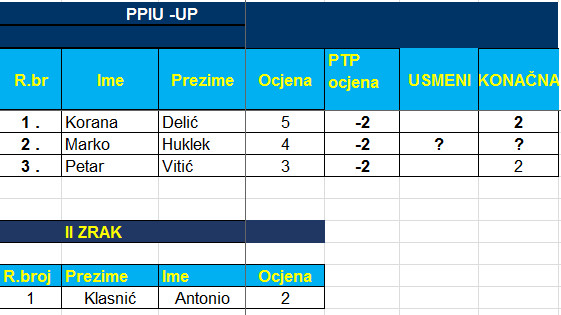 PPIU -UP
R.br Ime Prezime Ocjena PTP ocjena USMENI KONAČNA
1 . Korana Delić 5 -2 2
2 . Marko Huklek 4 -2 ? ?
3 . Petar Vitić 3 -2 2
II ZRAK
R.broj Prezime Ime Ocjena
1 Klasnić Antonio 2